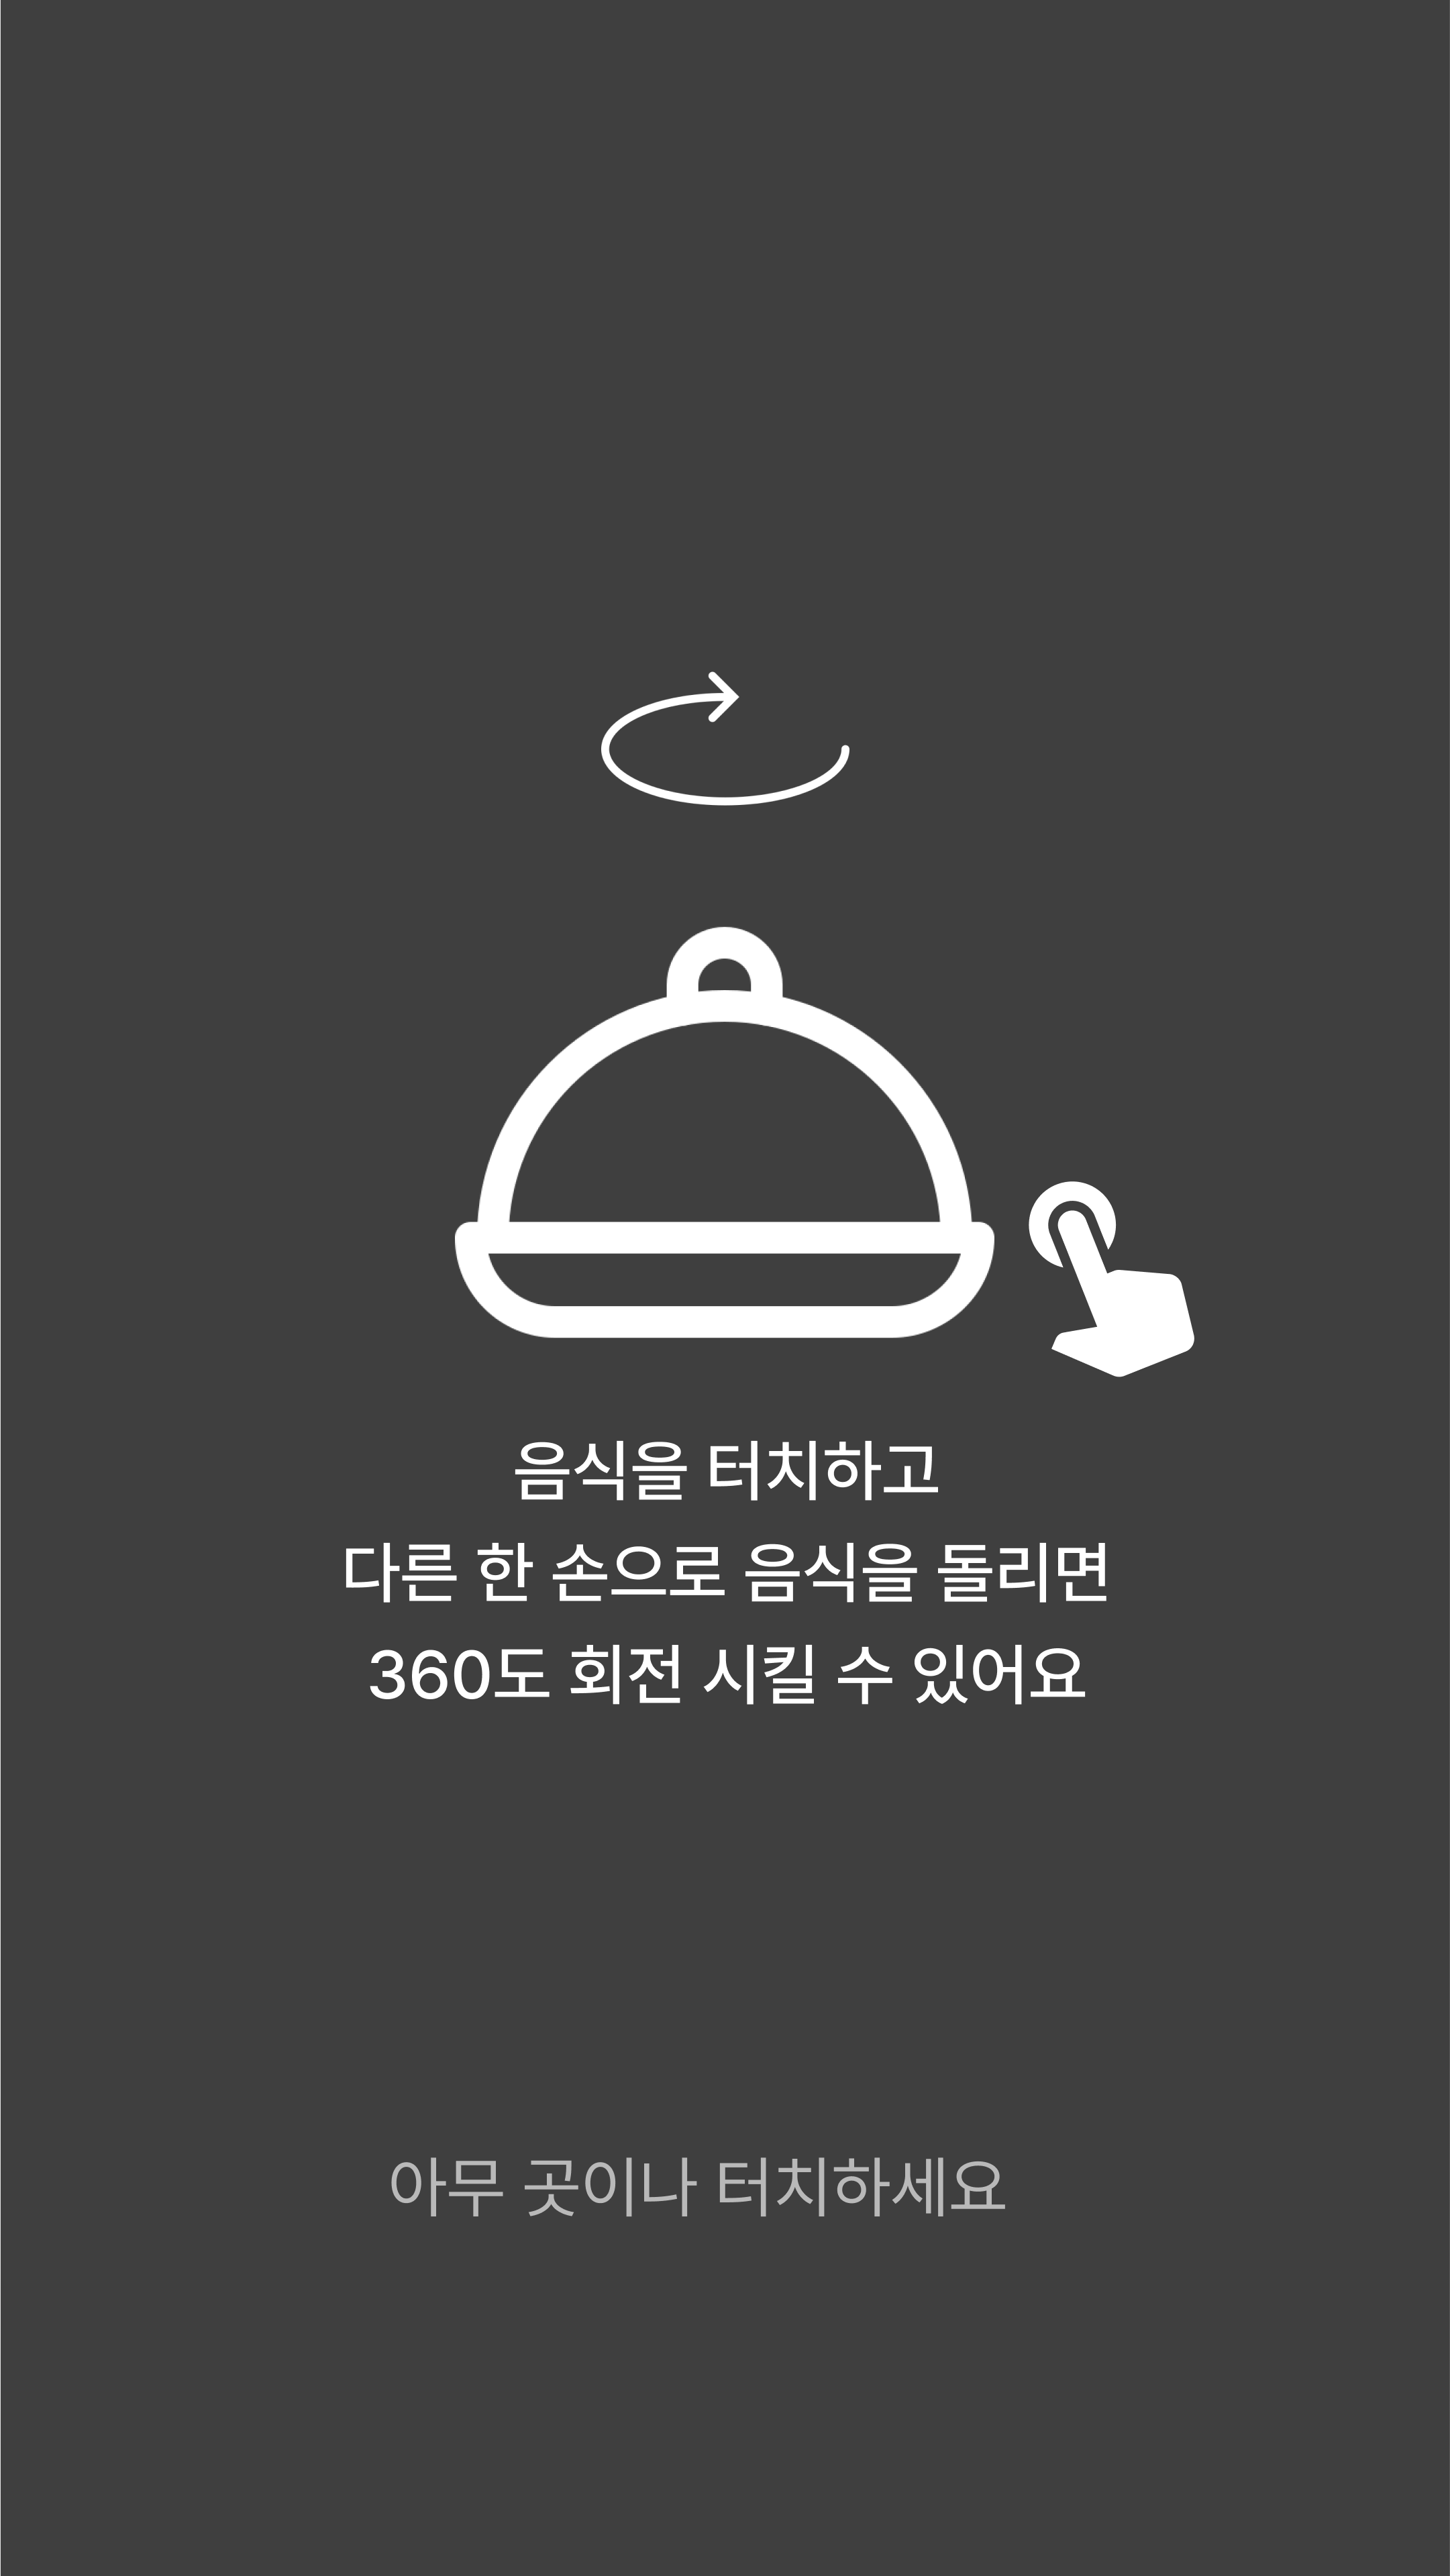 음식을 터치하고
다른 한 손으로 음식을 돌리면
360도 회전 시킬 수 있어요
아무 곳이나 터치하세요